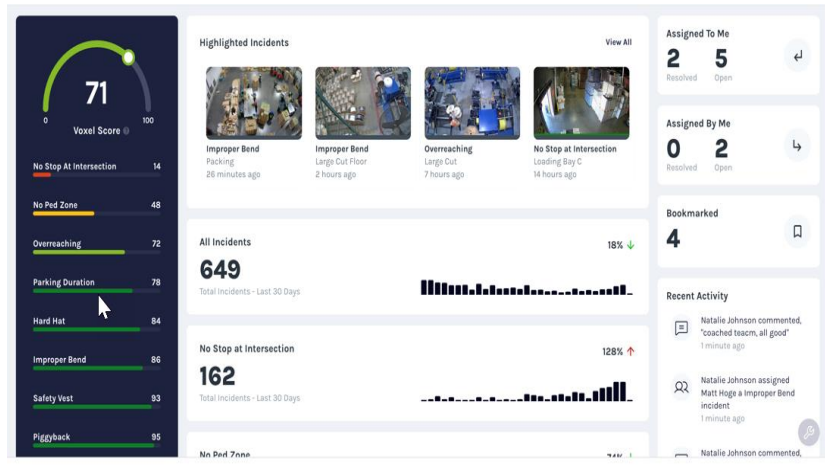 71
0
100
Voxel Score
No Stop At Intersection 14
No Ped Zone 48
Overreaching 72
Parking Duration 78
Hard Hat 84
Improper Bend 86
Safety Vest 93
Piggyback 95
Highlighted Incidents
View All
Improper Bend
Packing
26 minutes ago
Improper Bend
Large Cut Floor
2 hours ago
Overreaching
Large Cut
7 hours ago
No Stop at Intersection
Loading Bay C
14 hours ago
All Incidents
18%
649
Total Incidents - Last 30 Days
No Stop at Intersection
128%
162
Total Incidents - Last 30 Days
No Ped Zone
74%
Assigned To Me
2 5
Resolved Open
Assigned By Me
0 2
Resolved Open
Bookmarked
4
Recent Activity
Natalie Johnson commented,
"coached teacm, all good"
1 minute ago
Natalie Johnson assigned
Matt Hoge a Improper Bend
incident
1 minute ago
Natalie Johnson commented,